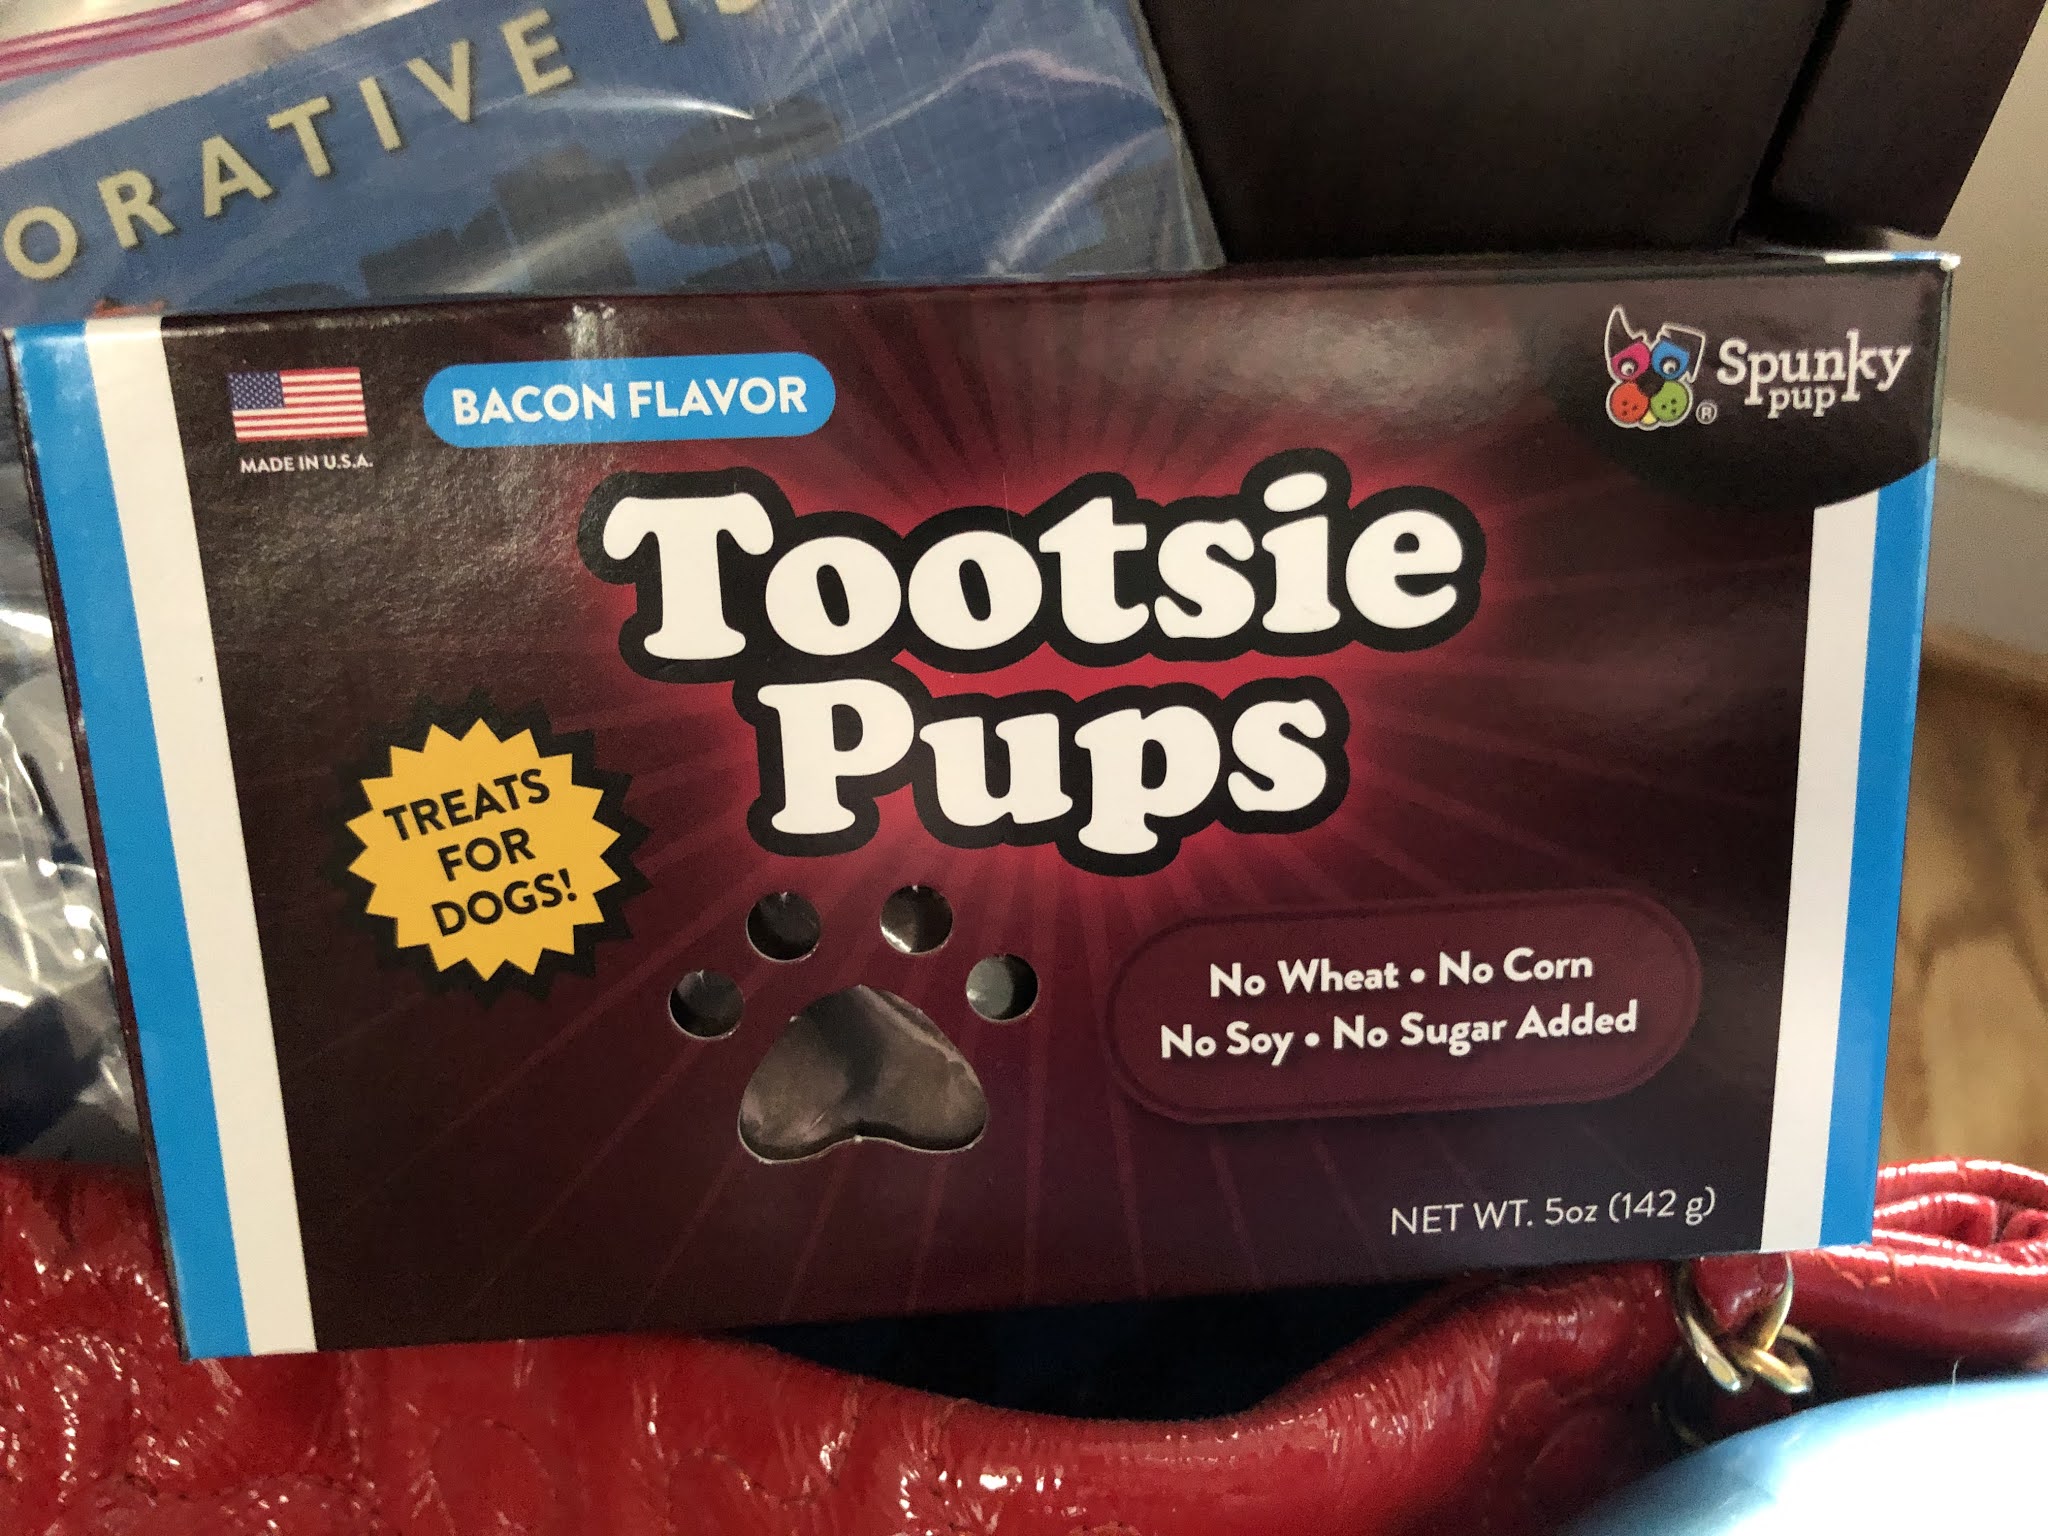 ORATIVE
MADE IN U.S.A.
BACON FLAVOR
Spunky
pup
®
Tootsie
Pups
TREATS
FOR
DOGS!
No Wheat • No Corn
No Soy • No Sugar Added
NET WT. 5oz (142 g)